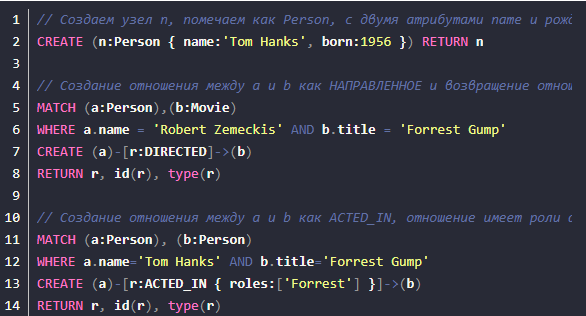 1 // Создаем узел n, помечаем как Person, с двумя атрибутами name и
2 CREATE (n:Person { name:'Tom Hanks', born:1956 }) RETURN n
3
4 // Создание отношения между a и b как НАПРАВЛЕННОЕ и возвращение
5 MATCH (a:Person),(b:Movie)
6 WHERE a.name = 'Robert Zemeckis' AND b.title = 'Forrest Gump'
7 CREATE (a)-[r:DIRECTED]->(b)
8 RETURN r, id(r), type(r)
9
10 // Создание отношения между a и b как ACTED_IN, отношение имеет роли
11 MATCH (a:Person), (b:Person)
12 WHERE a.name='Tom Hanks' AND b.title='Forrest Gump'
13 CREATE (a)-[r:ACTED_IN { roles:['Forrest'] }]->(b)
14 RETURN r, id(r), type(r)